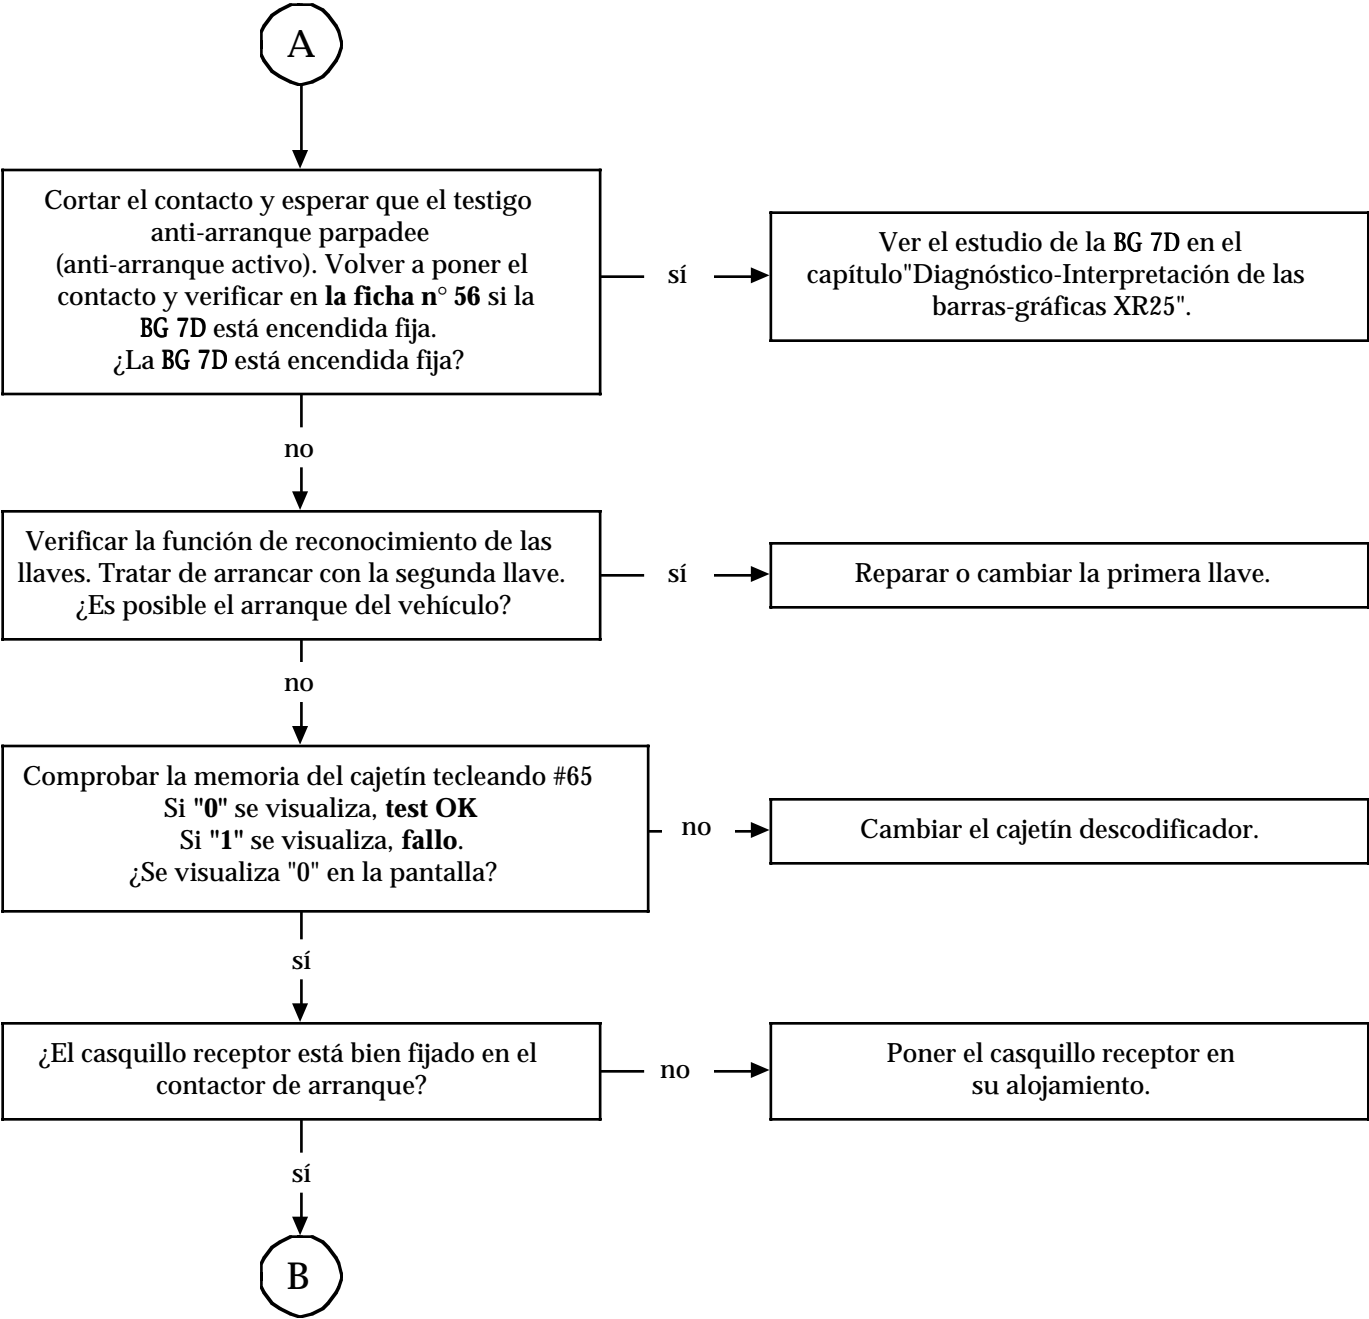 A
Cortar el contacto y esperar que el testigo
anti-arranque parpadee
(anti-arranque activo). Volver a poner el
contacto y verificar en la ficha n° 56 si la
BG 7D está encendida fija.
¿La BG 7D está encendida fija?
sí
Ver el estudio de la BG 7D en el
capítulo"Diagnóstico-Interpretación de las
barras-gráficas XR25".
no
Verificar la función de reconocimiento de las
llaves. Tratar de arrancar con la segunda llave.
¿Es posible el arranque del vehículo?
sí
Reparar o cambiar la primera llave.
no
Comprobar la memoria del cajetín tecleando #65
Si "0" se visualiza, test OK
Si "1" se visualiza, fallo.
¿Se visualiza "0" en la pantalla?
no
Cambiar el cajetín descodificador.
sí
¿El casquillo receptor está bien fijado en el
contactor de arranque?
no
Poner el casquillo receptor en
su alojamiento.
sí
B